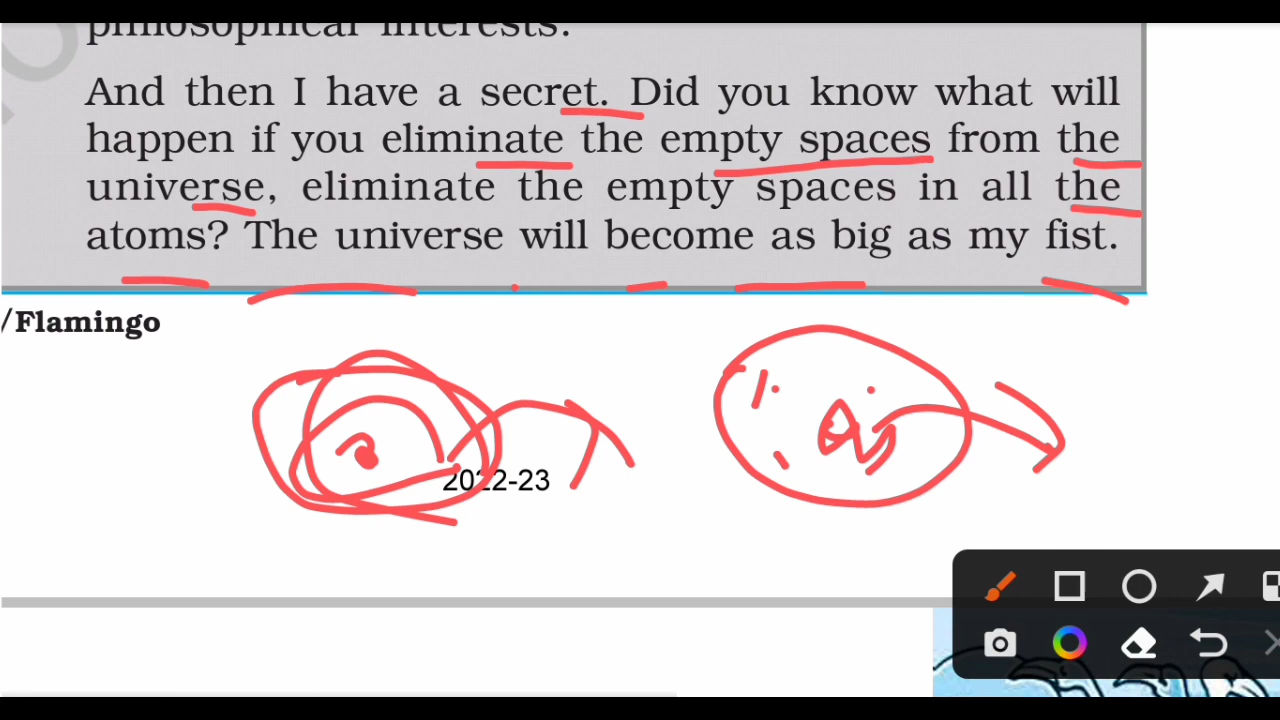 philosophical interests.
And then I have a secret. Did you know what will
happen if you eliminate the empty spaces from the
universe, eliminate the empty spaces in all the
atoms? The universe will become as big as my fist.
/Flamingo
2022-23